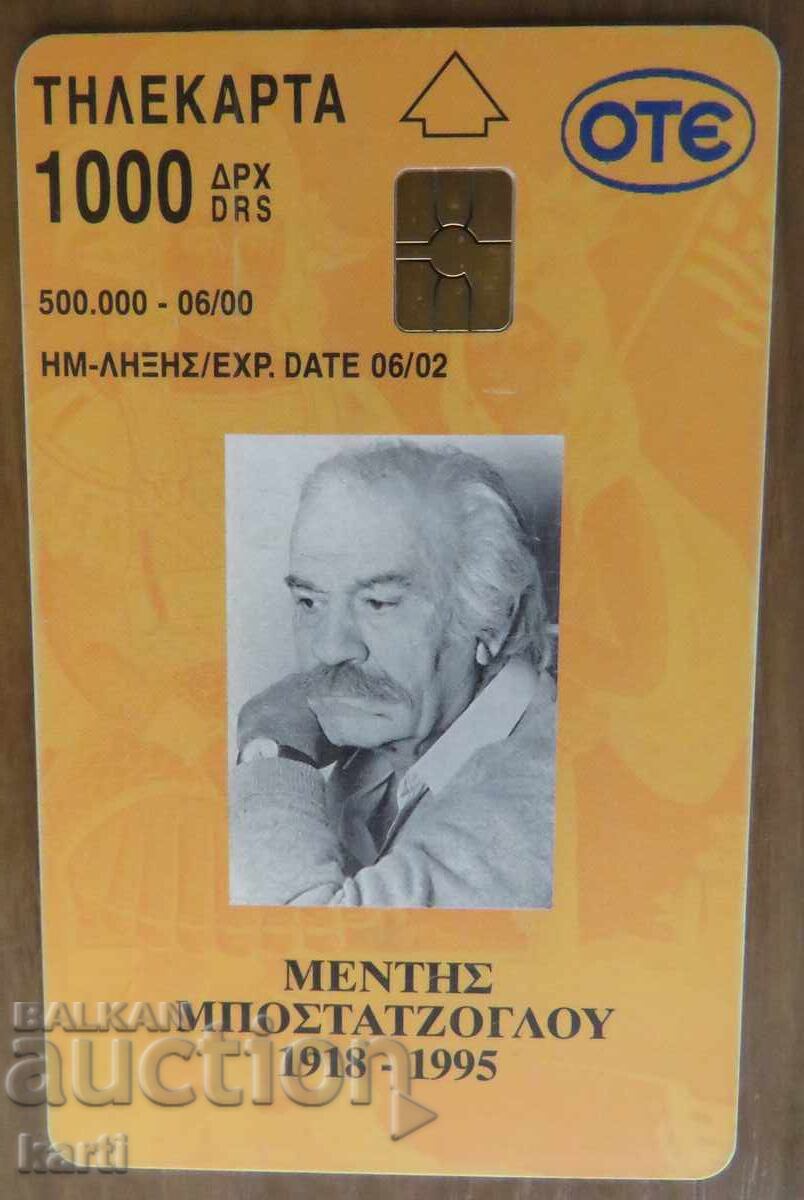 ΤΗΛΕΚΑΡΤΑ
ΟΤΕ
1000 ΔΡΧ
DRS
500.000 - 06/00
ΗΜ-ΛΗΞΗΣ/EXP. DATE 06/02
ΜΕΝΤΗΣ
ΜΠΟΣΤΑΤΖΟΓΛΟΥ
1918 - 1995
BALKAN
auction
karti